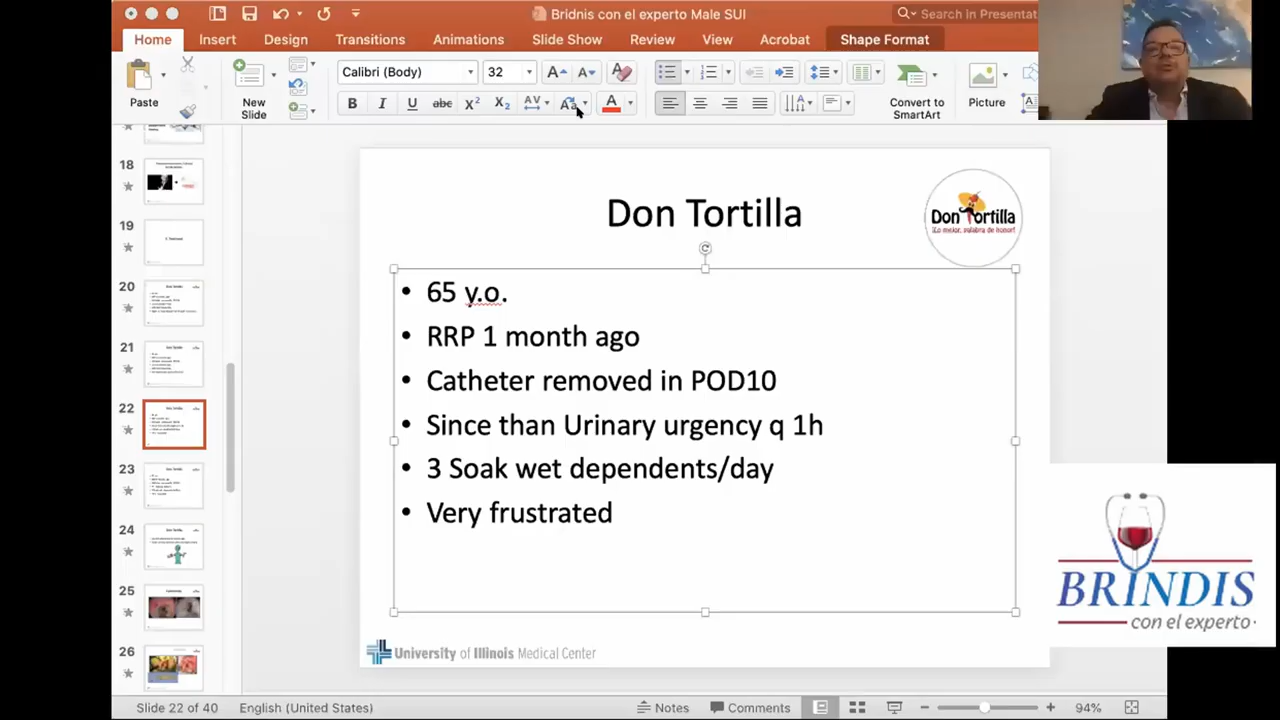 Bridnis con el experto Male SUI
Search in Presentat
Home Insert Design Transitions Animations Slide Show Review View Acrobat Shape Format
Calibri (Body) 32
Paste
New
Slide
Convert to
SmartArt
Picture
18
19
20
21
22
23
24
25
26
Don Tortilla
Don Tortilla
¡Lo mejor, palabra de honor!
• 65 y.o.
• RRP 1 month ago
• Catheter removed in POD10
• Since than Urinary urgency q 1h
• 3 Soak wet dependents/day
• Very frustrated
University of Illinois Medical Center
BRINDIS
con el experto
Slide 22 of 40 English (United States) Notes Comments 94%